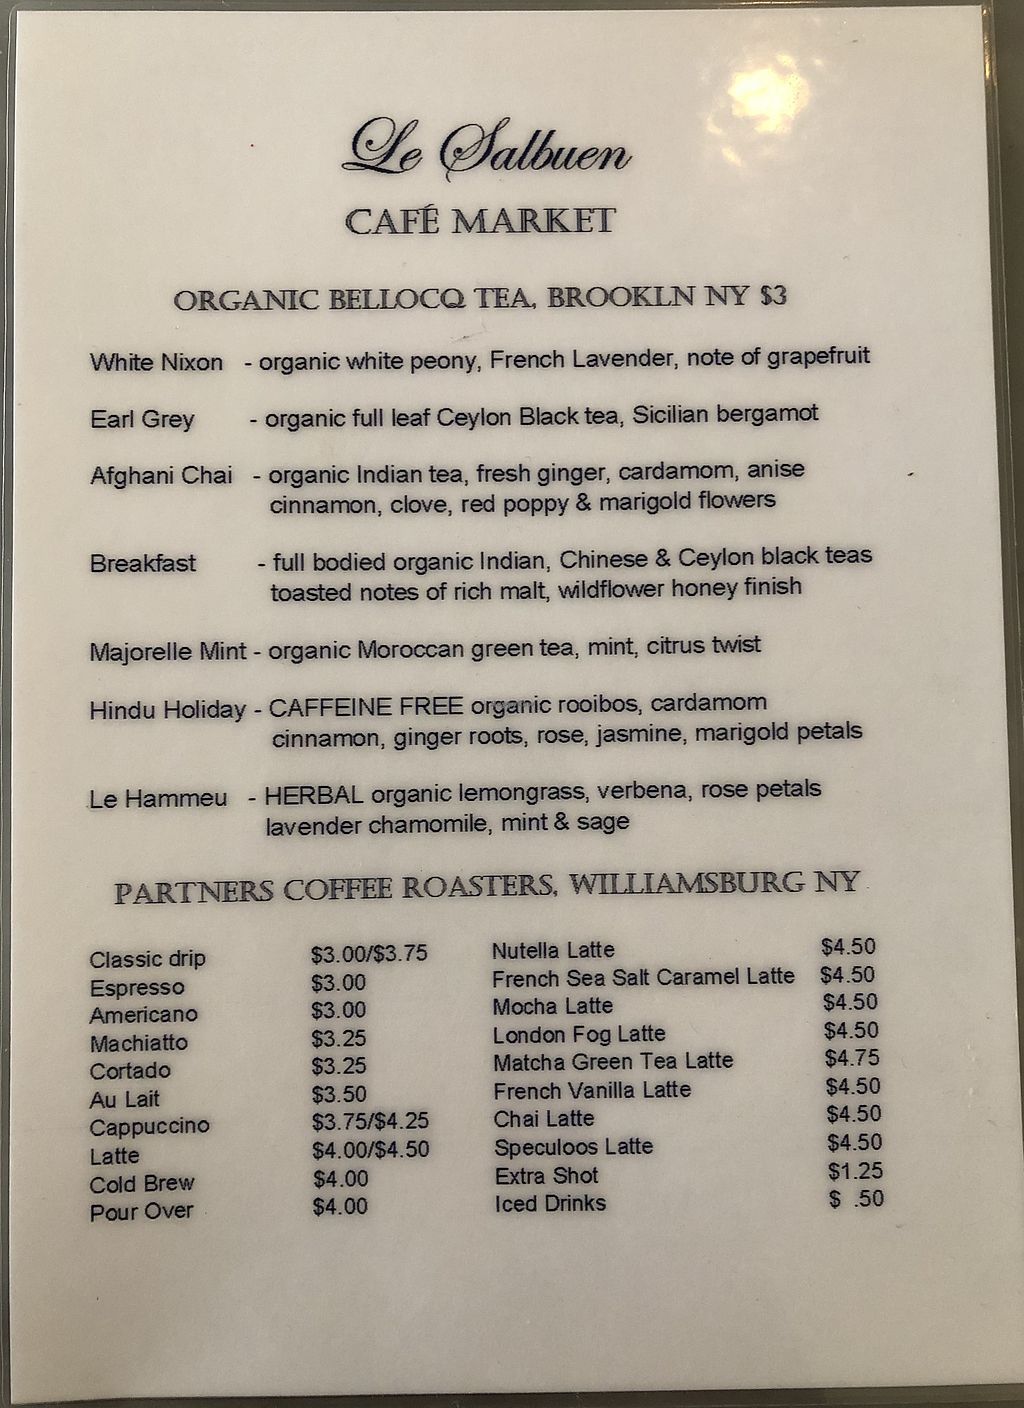 Le Salbuen
CAFÉ MARKET
ORGANIC BELLOCQ TEA, BROOKLN NY $3
White Nixon - organic white peony, French Lavender, note of grapefruit
Earl Grey - organic full leaf Ceylon Black tea, Sicilian bergamot
Afghani Chai - organic Indian tea, fresh ginger, cardamom, anise
cinnamon, clove, red poppy & marigold flowers
Breakfast - full bodied organic Indian, Chinese & Ceylon black teas
toasted notes of rich malt, wildflower honey finish
Majorelle Mint - organic Moroccan green tea, mint, citrus twist
Hindu Holiday - CAFFEINE FREE organic rooibos, cardamom
cinnamon, ginger roots, rose, jasmine, marigold petals
Le Hammeu - HERBAL organic lemongrass, verbena, rose petals
lavender chamomile, mint & sage
PARTNERS COFFEE ROASTERS, WILLIAMSBURG NY
Classic drip $3.00/$3.75 Nutella Latte $4.50
Espresso $3.00 French Sea Salt Caramel Latte $4.50
Americano $3.00 Mocha Latte $4.50
Machiatto $3.25 London Fog Latte $4.50
Cortado $3.25 Matcha Green Tea Latte $4.75
Au Lait $3.50 French Vanilla Latte $4.50
Cappuccino $3.75/$4.25 Chai Latte $4.50
Latte $4.00/$4.50 Speculoos Latte $4.50
Cold Brew $4.00 Extra Shot $1.25
Pour Over $4.00 Iced Drinks $ .50